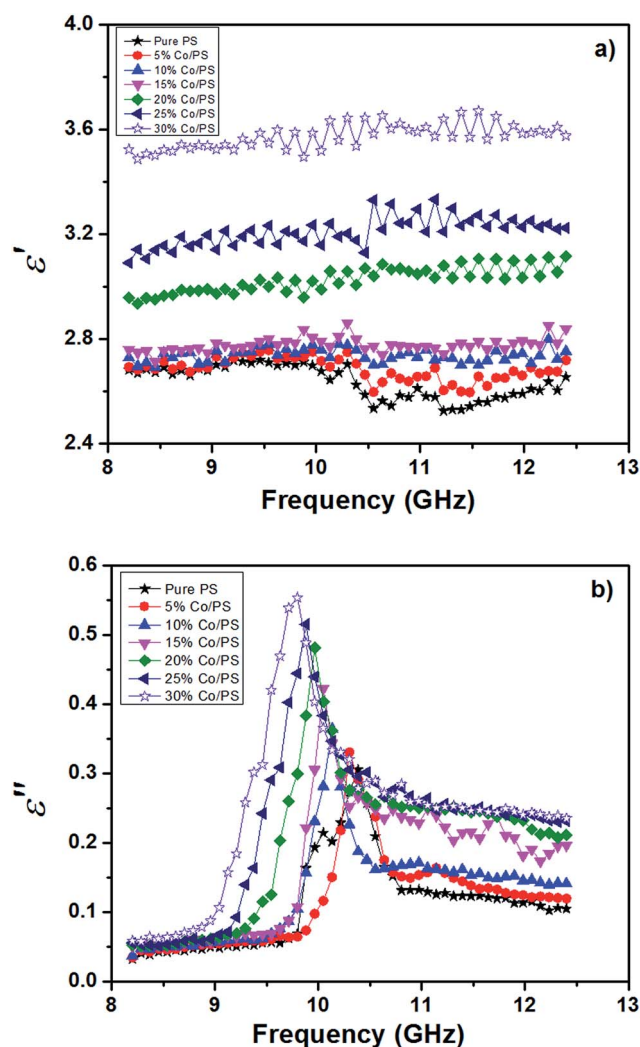 4.0
3.6
3.2
2.8
2.4
ε'
Pure PS
5% Co/PS
10% Co/PS
15% Co/PS
20% Co/PS
25% Co/PS
30% Co/PS
a)
8 9 10 11 12 13
Frequency (GHz)
0.6
0.5
0.4
0.3
0.2
0.1
0.0
ε"
Pure PS
5% Co/PS
10% Co/PS
15% Co/PS
20% Co/PS
25% Co/PS
30% Co/PS
b)
8 9 10 11 12 13
Frequency (GHz)